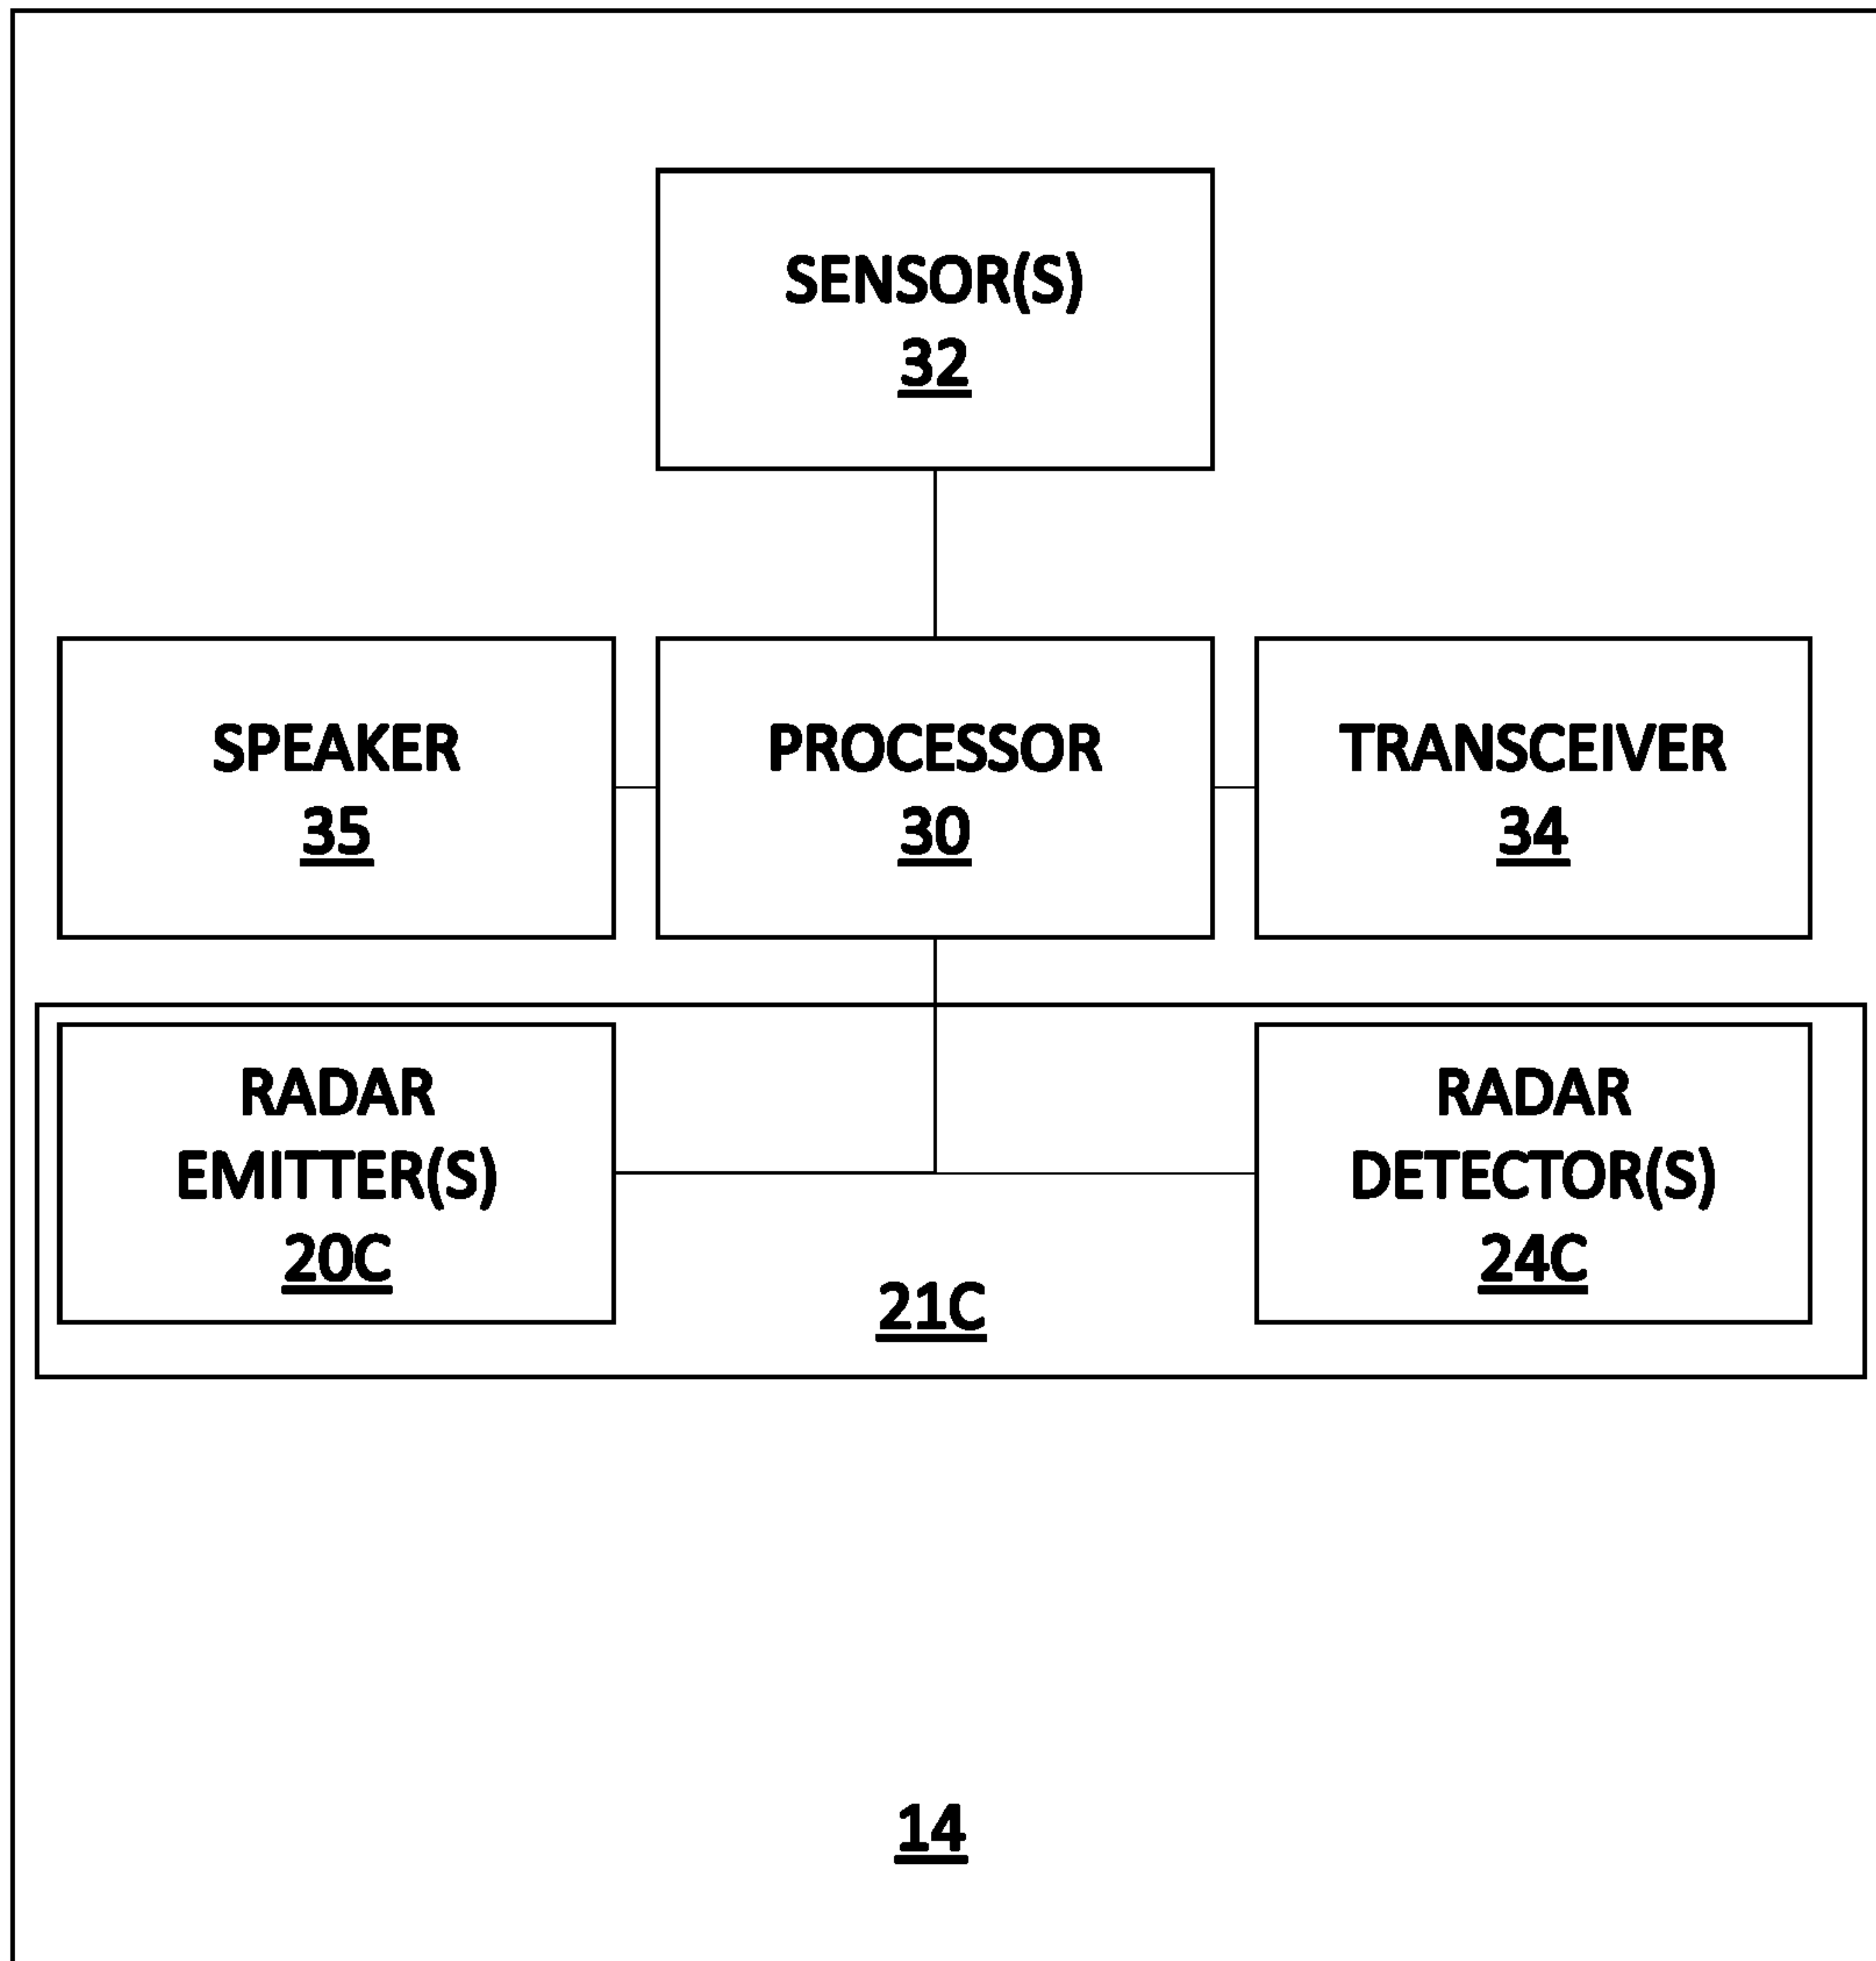 SENSOR(S)
32
SPEAKER
35
PROCESSOR
30
TRANSCEIVER
34
RADAR
EMITTER(S)
20C
RADAR
DETECTOR(S)
24C
21C
14